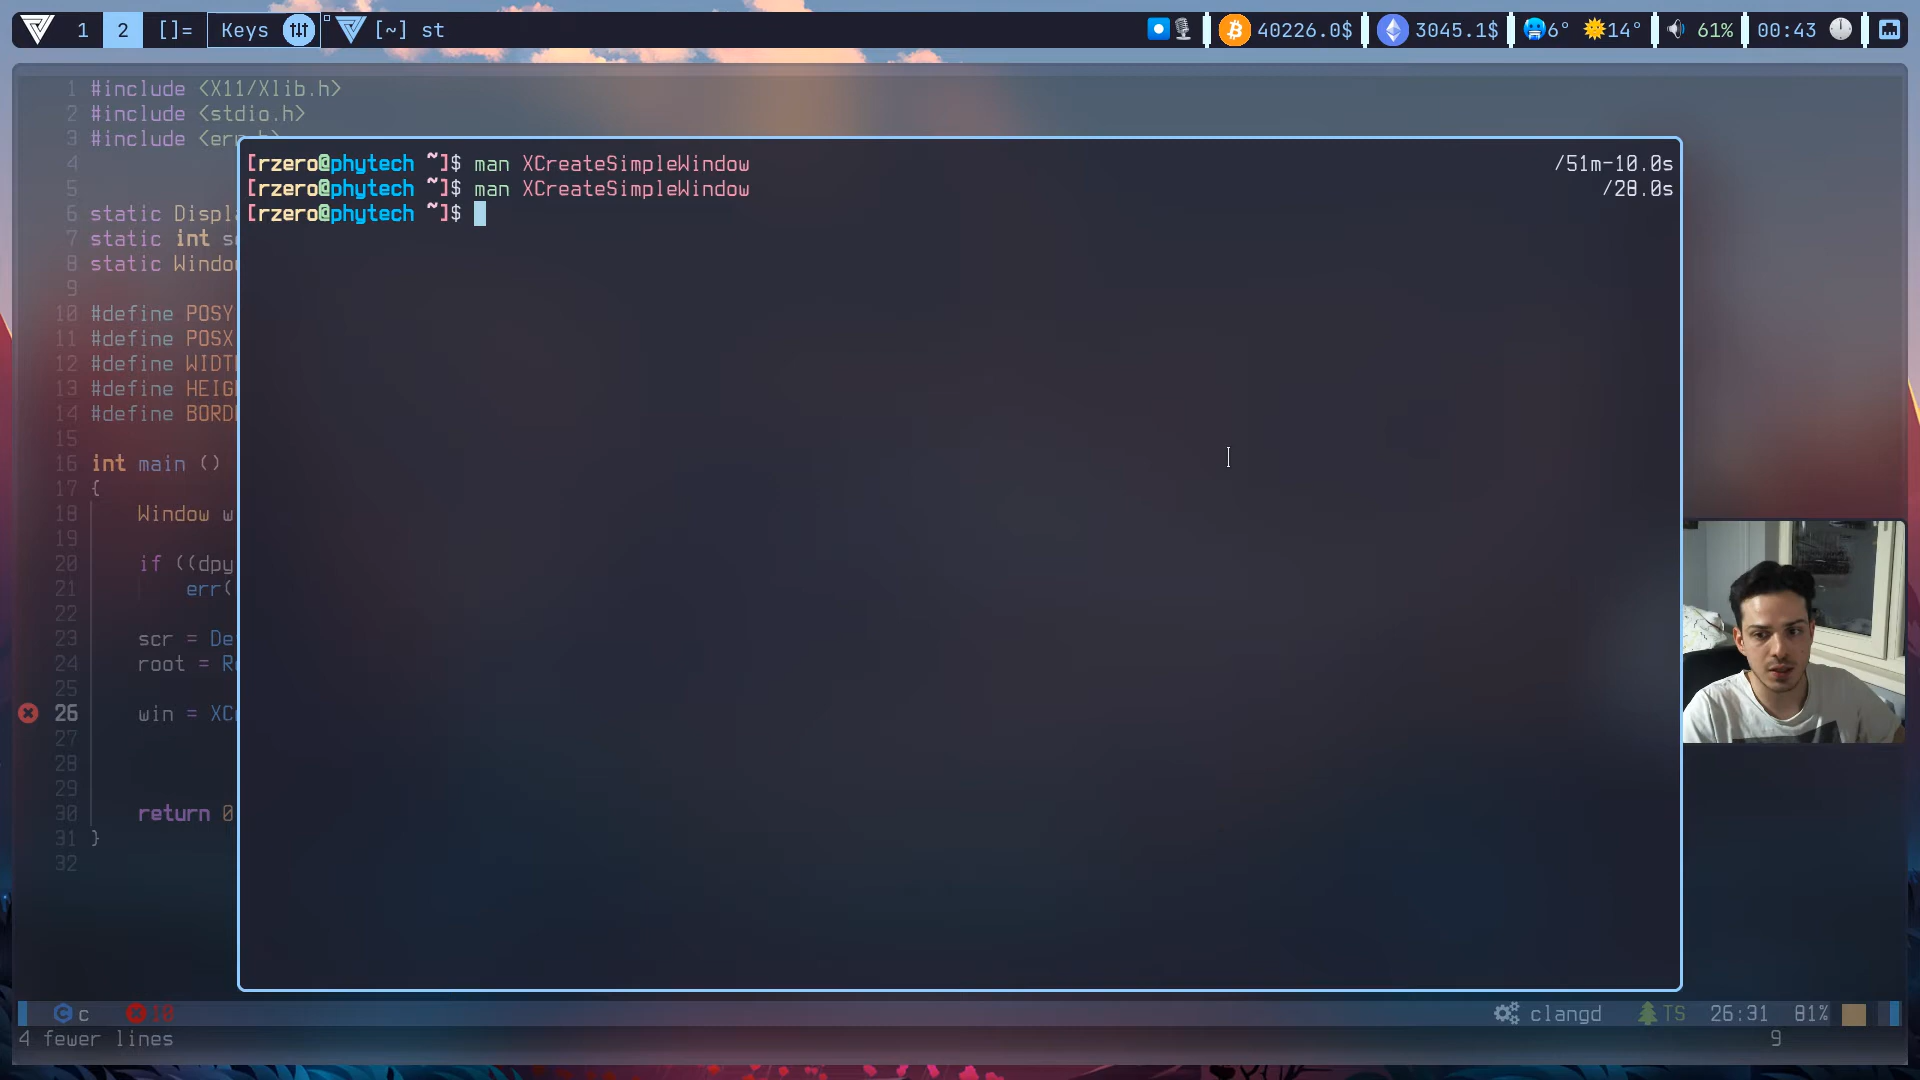 1 2 []= Keys [~] st 40226.0$ 3045.1$ 6° 14° 61% 00:43
1 #include <X11/Xlib.h>
2 #include <stdio.h>
3 #include <err.h>
4
5
6 static Displ
7 static int s
8 static Windo
9
10 #define POSY
11 #define POSX
12 #define WIDTH
13 #define HEIG
14 #define BORD
15
16 int main ()
17 {
18 Window w
19
20 if ((dpy
21 err(
22
23 scr = De
24 root = R
25
26 win = XC
27
28
29
30 return 0
31 }
32
[rzero@phytech ~]$ man XCreateSimpleWindow /51m-10.0s
[rzero@phytech ~]$ man XCreateSimpleWindow /28.0s
[rzero@phytech ~]$
c 10 clangd TS 26:31 81%
4 fewer lines 9